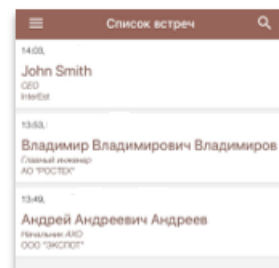 Список встреч
14:03,
John Smith
CEO
InterEst
13:53,
Владимир Владимирович Владимиров
Главный инженер
АО "РОСТЕХ"
13:49,
Андрей Андреевич Андреев
Начальник АХО
ООО "ЭКСПОТ"